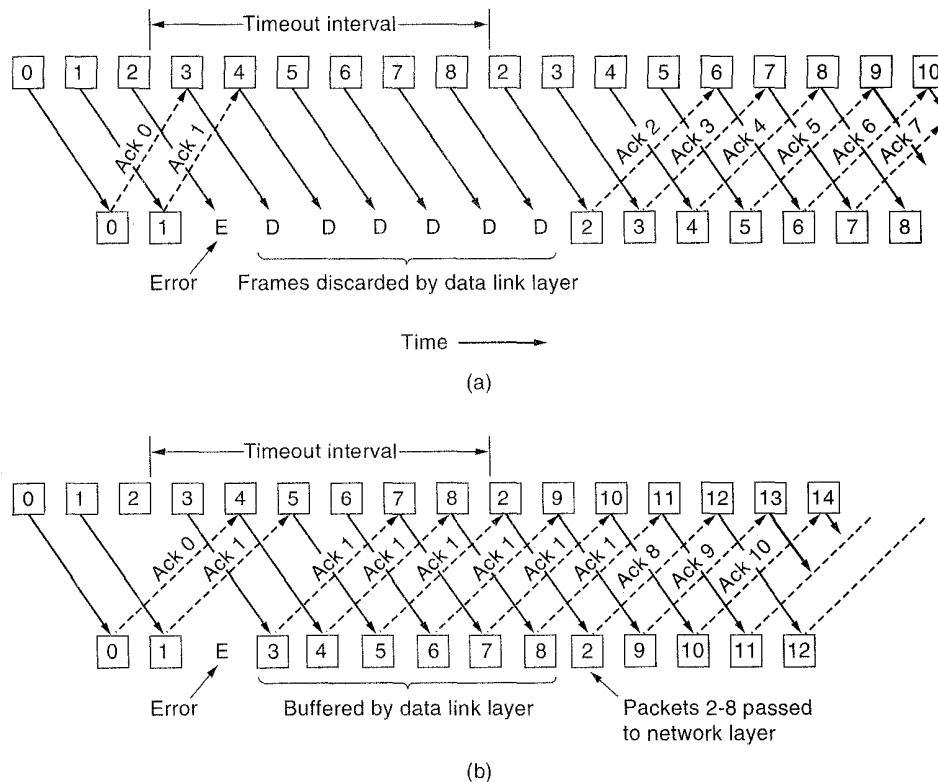 Timeout interval
0 1 2 3 4 5 6 7 8 2 3 4 5 6 7 8 9 10
Ack 0 Ack 1 Ack 2 Ack 3 Ack 4 Ack 5 Ack 6 Ack 7
0 1 E D D D D D D 2 3 4 5 6 7 8
Error
Frames discarded by data link layer
Time
(a)
Timeout interval
0 1 2 3 4 5 6 7 8 2 9 10 11 12 13 14
Ack 0 Ack 1 Ack 1 Ack 1 Ack 1 Ack 1 Ack 1 Ack 8 Ack 9 Ack 10
0 1 E 3 4 5 6 7 8 2 9 10 11 12
Error
Buffered by data link layer
Packets 2-8 passed
to network layer
(b)